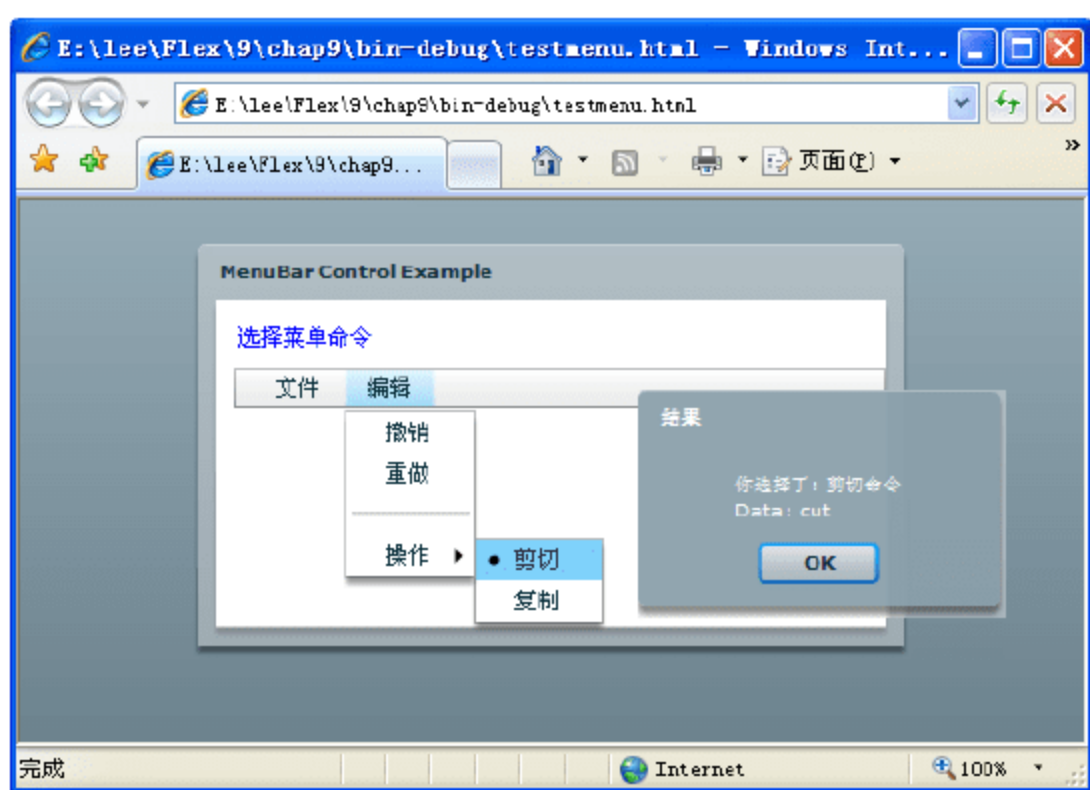 E:\lee\Flex\9\chap9\bin-debug\testmenu.html - Windows Int...
E:\lee\Flex\9\chap9\bin-debug\testmenu.html
E:\lee\Flex\9\chap9...
页面(P)
»
MenuBar Control Example
选择菜单命令
文件 编辑
撤销
重做
操作
剪切
复制
结果
你选择了: 剪切命令
Data: cut
OK
完成
Internet
100%